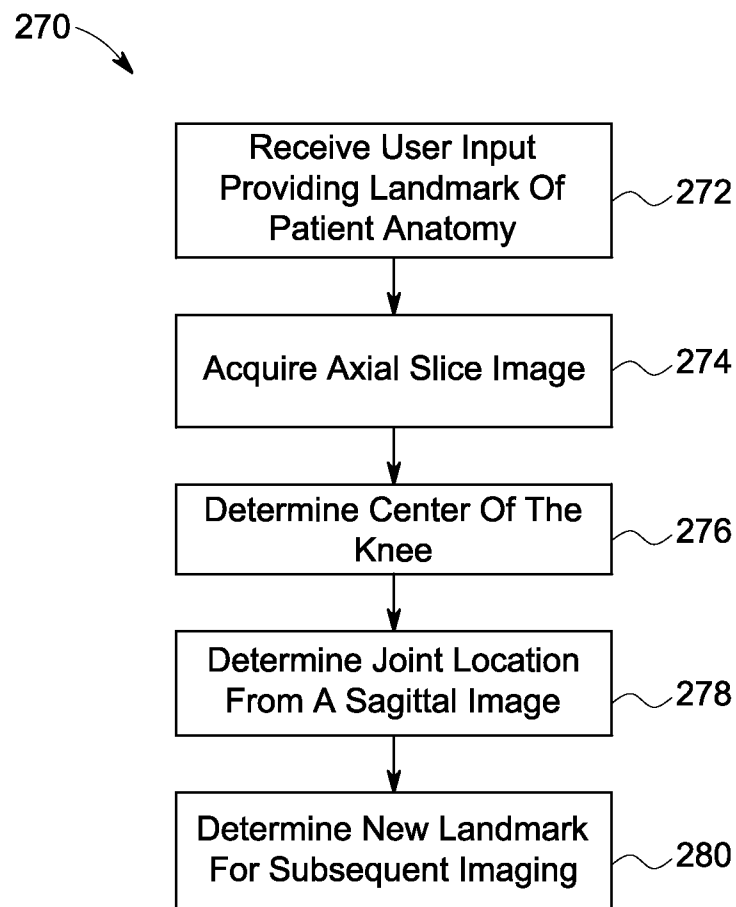 270
Receive User Input
Providing Landmark Of
Patient Anatomy
272
Acquire Axial Slice Image
274
Determine Center Of The
Knee
276
Determine Joint Location
From A Sagittal Image
278
Determine New Landmark
For Subsequent Imaging
280